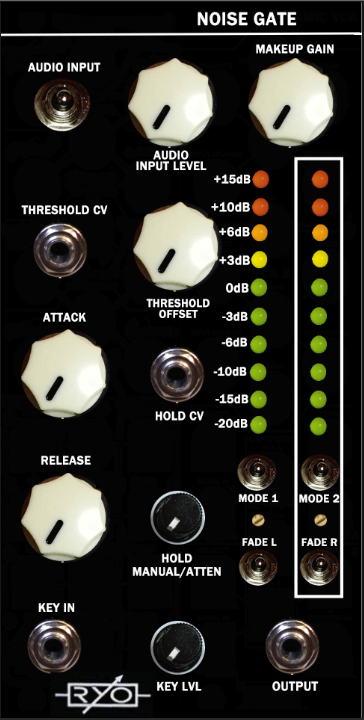 NOISE GATE
MAKEUP GAIN
AUDIO INPUT
AUDIO
INPUT LEVEL
+15dB
THRESHOLD CV
+10dB
+6dB
+3dB
THRESHOLD
OFFSET
0dB
ATTACK
-3dB
-6dB
-10dB
HOLD CV
-15dB
-20dB
RELEASE
MODE 1
MODE 2
FADE L
FADE R
HOLD
MANUAL/ATTEN
KEY IN
KEY LVL
OUTPUT
RYO